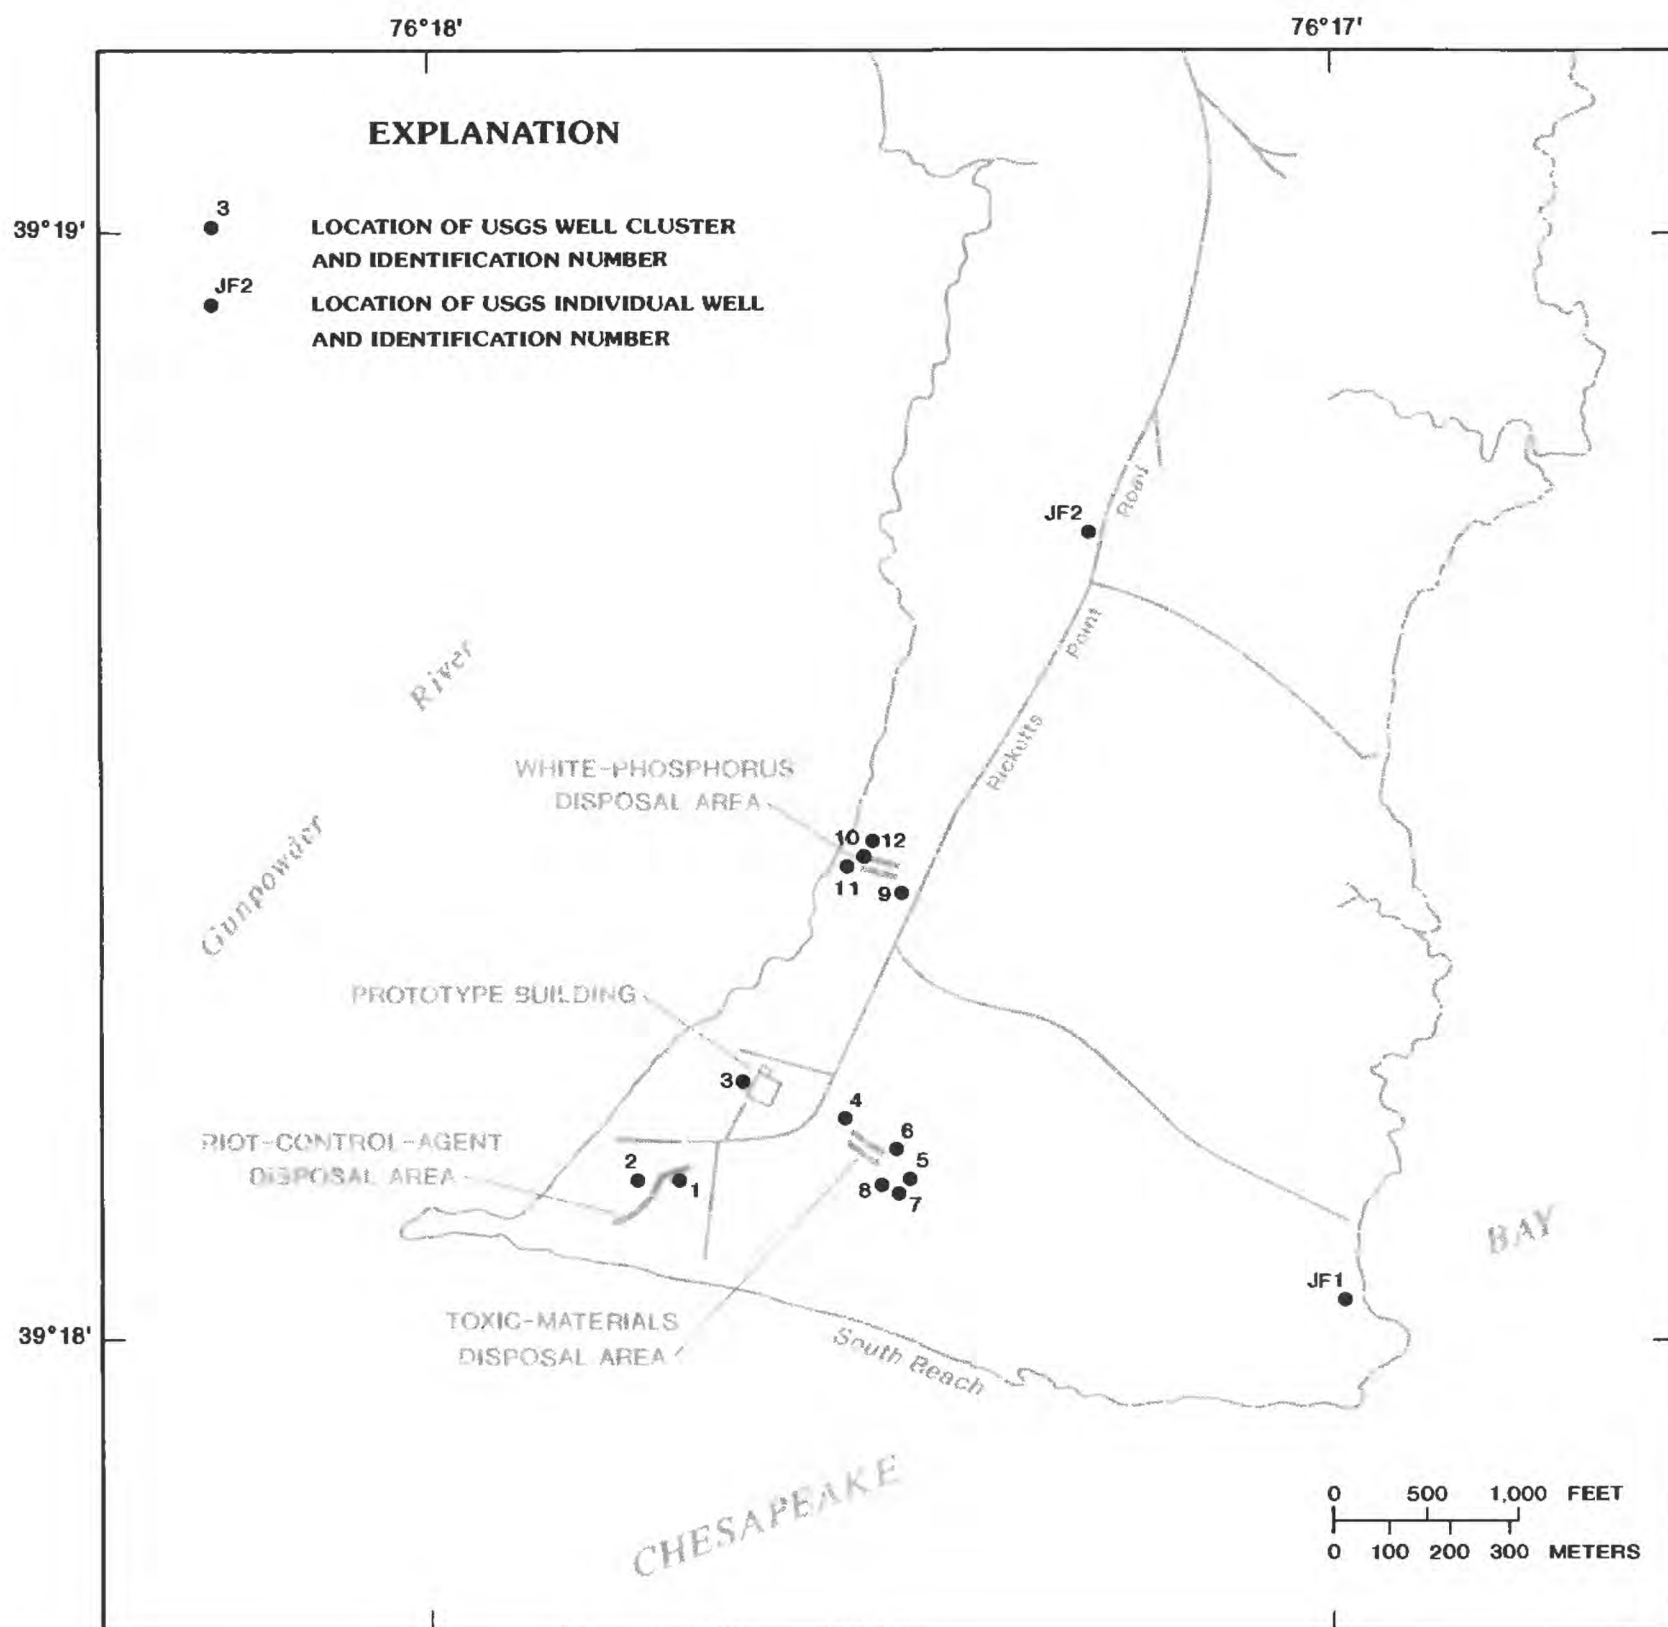 76°18'
76°17'
EXPLANATION
3
39°19'
LOCATION OF USGS WELL CLUSTER
AND IDENTIFICATION NUMBER
JF2
LOCATION OF USGS INDIVIDUAL WELL
AND IDENTIFICATION NUMBER
JF2
Ricketts Point Road
Gunpowder River
WHITE-PHOSPHORUS
DISPOSAL AREA
10
12
11
9
PROTOTYPE BUILDING
3
4
6
RIOT-CONTROL-AGENT
DISPOSAL AREA
2
1
5
8
7
BAY
JF1
39°18'
TOXIC-MATERIALS
DISPOSAL AREA
South Beach
CHESAPEAKE
0 500 1,000 FEET
0 100 200 300 METERS